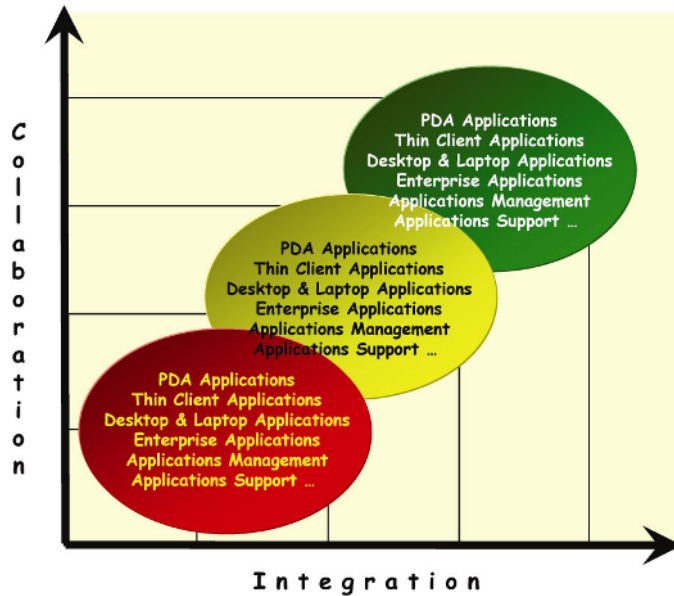 Collaboration
PDA Applications
Thin Client Applications
Desktop & Laptop Applications
Enterprise Applications
Applications Management
Applications Support ...
PDA Applications
Thin Client Applications
Desktop & Laptop Applications
Enterprise Applications
Applications Management
Applications Support ...
PDA Applications
Thin Client Applications
Desktop & Laptop Applications
Enterprise Applications
Applications Management
Applications Support ...
Integration